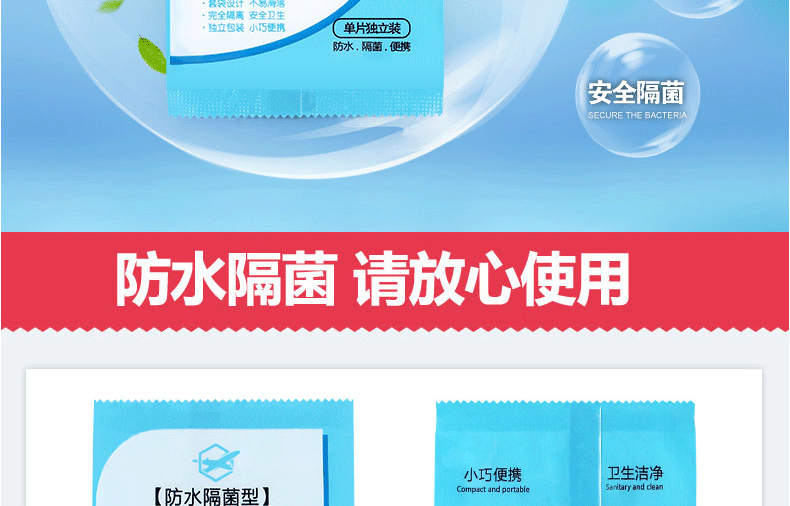 · 套袋设计 不易滑落
· 完全隔离 安全卫生
· 独立包装 小巧便携
单片独立装
防水 . 隔菌 . 便携
安全隔菌
SECURE THE BACTERIA
防水隔菌 请放心使用
【防水隔菌型】
小巧便携
Compact and portable
卫生洁净
Sanitary and clean